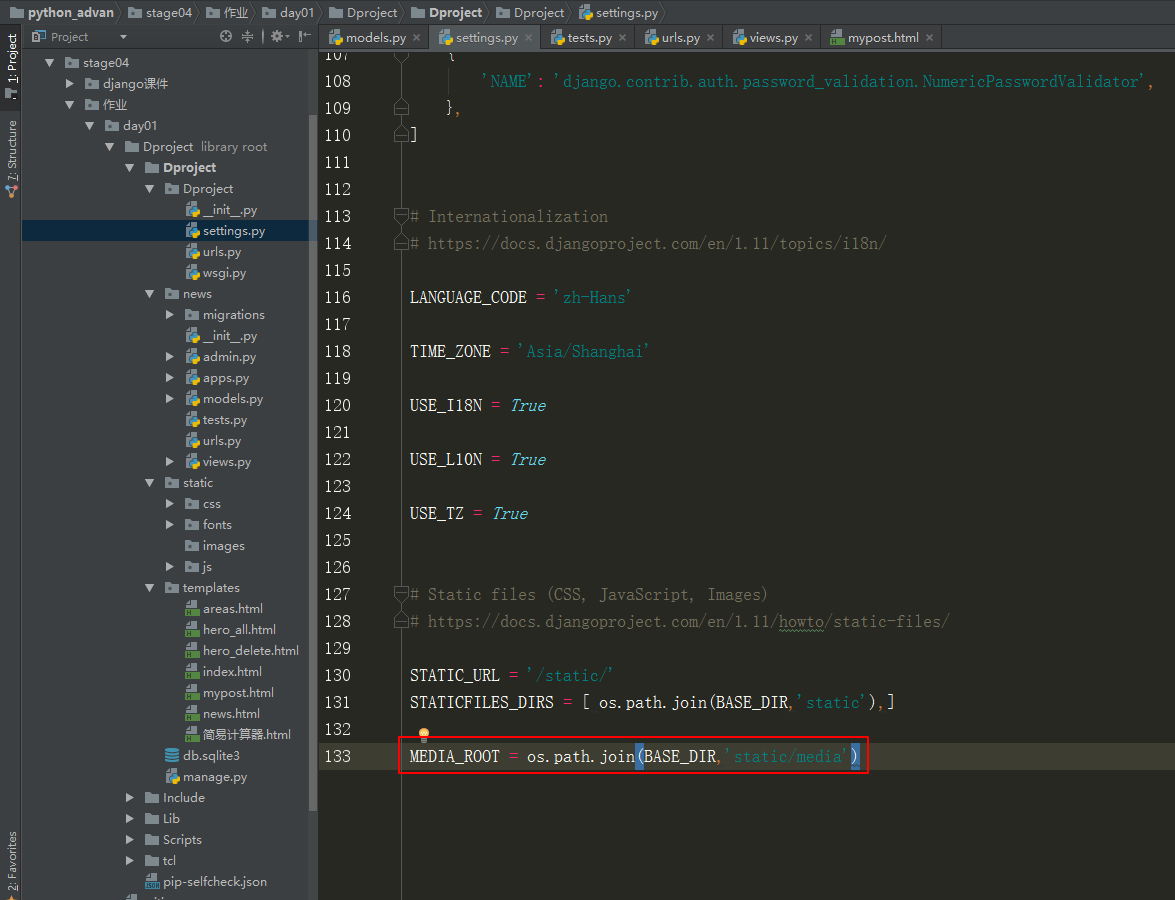 python_advan stage04 作业 day01 Dproject Dproject Dproject settings.py
Project
models.py settings.py tests.py urls.py views.py mypost.html
1: Project
7: Structure
2: Favorites
stage04
django课件
作业
day01
Dproject library root
Dproject
Dproject
__init__.py
settings.py
urls.py
wsgi.py
news
migrations
__init__.py
admin.py
apps.py
models.py
tests.py
urls.py
views.py
static
css
fonts
images
js
templates
areas.html
hero_all.html
hero_delete.html
index.html
mypost.html
news.html
简易计算器.html
db.sqlite3
manage.py
Include
Lib
Scripts
tcl
pip-selfcheck.json
107 {
108 'NAME': 'django.contrib.auth.password_validation.NumericPasswordValidator',
109 },
110 ]
111
112
113 # Internationalization
114 # https://docs.djangoproject.com/en/1.11/topics/i18n/
115
116 LANGUAGE_CODE = 'zh-Hans'
117
118 TIME_ZONE = 'Asia/Shanghai'
119
120 USE_I18N = True
121
122 USE_L10N = True
123
124 USE_TZ = True
125
126
127 # Static files (CSS, JavaScript, Images)
128 # https://docs.djangoproject.com/en/1.11/howto/static-files/
129
130 STATIC_URL = '/static/'
131 STATICFILES_DIRS = [ os.path.join(BASE_DIR,'static'),]
132
133 MEDIA_ROOT = os.path.join(BASE_DIR,'static/media')